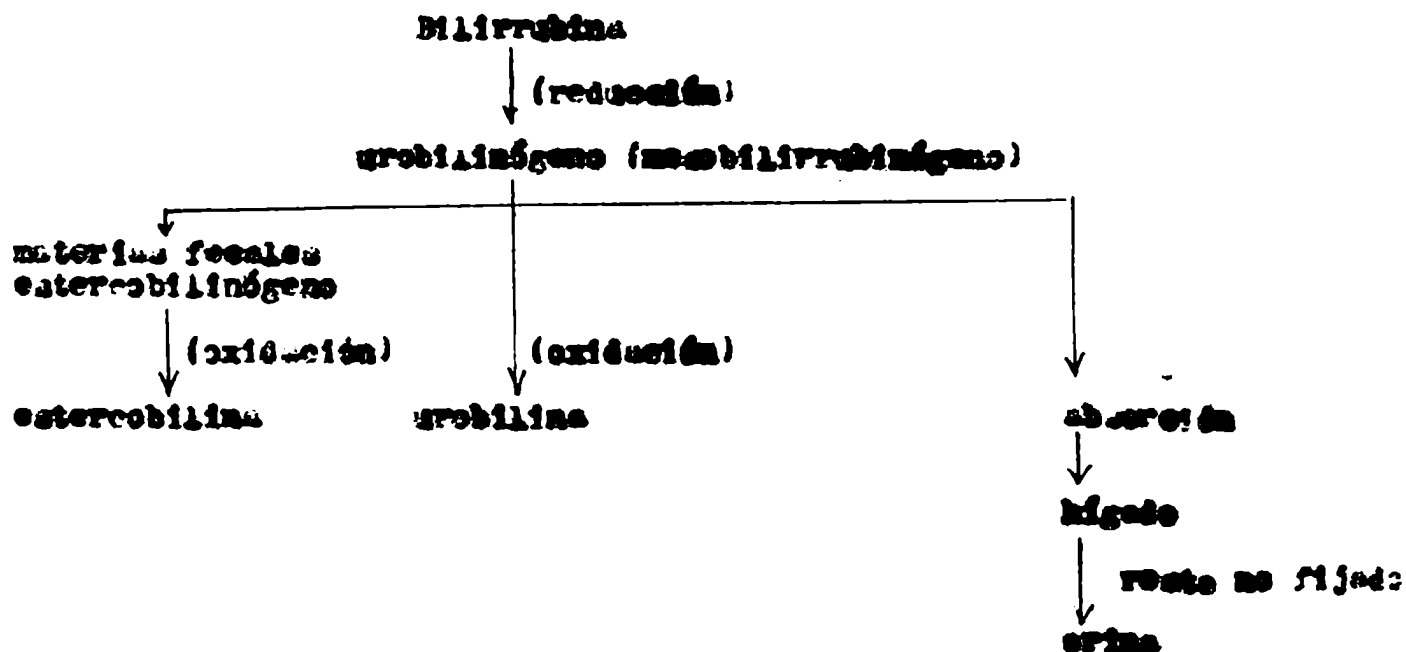 Bilirrubina
(reducción)
urobilinógeno (mesobilirrubinógeno)
materias fecales
estercobilinógeno
(oxidación) (oxidación)
estercobilina urobilina absorción
hígado
resto no fijado
orina